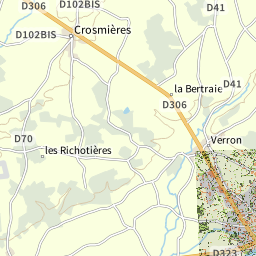 D306
D102BIS
D41
D102BIS
Crosmières
la Bertraie
D41
D306
D70
Verron
les Richotières
D323